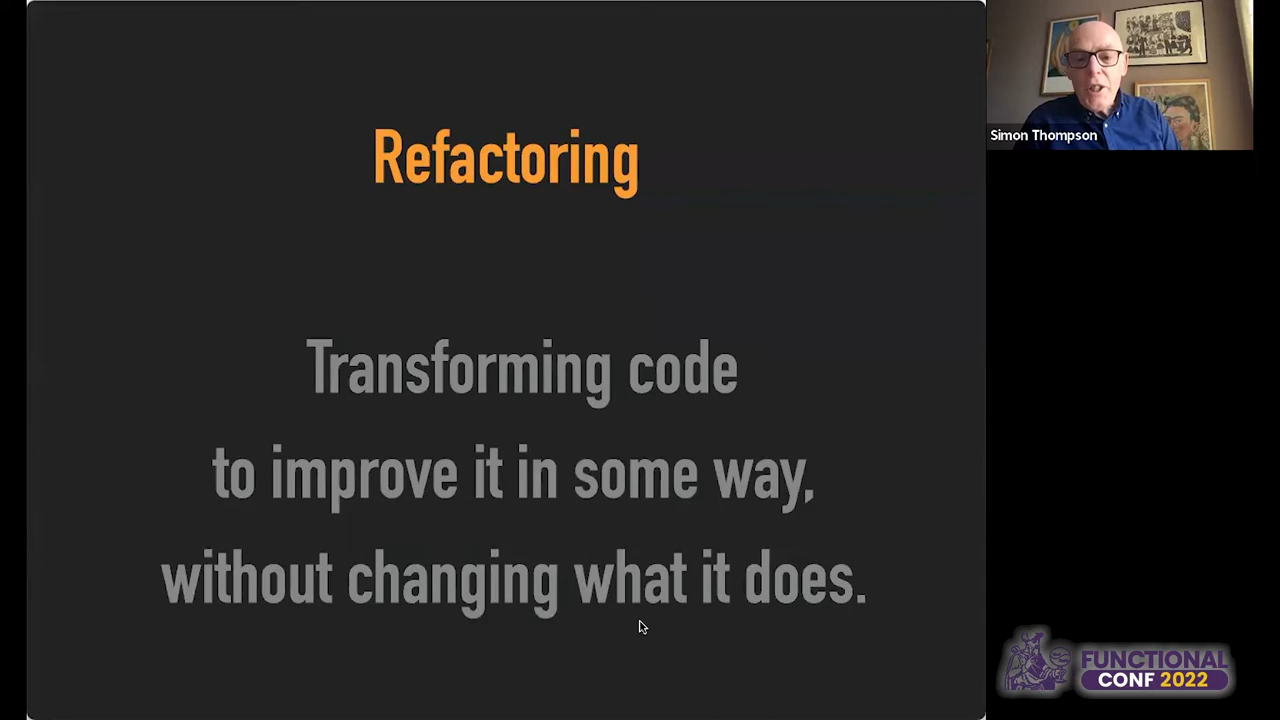 Refactoring
Transforming code
to improve it in some way,
without changing what it does.
Simon Thompson
FUNCTIONAL
CONF 2022